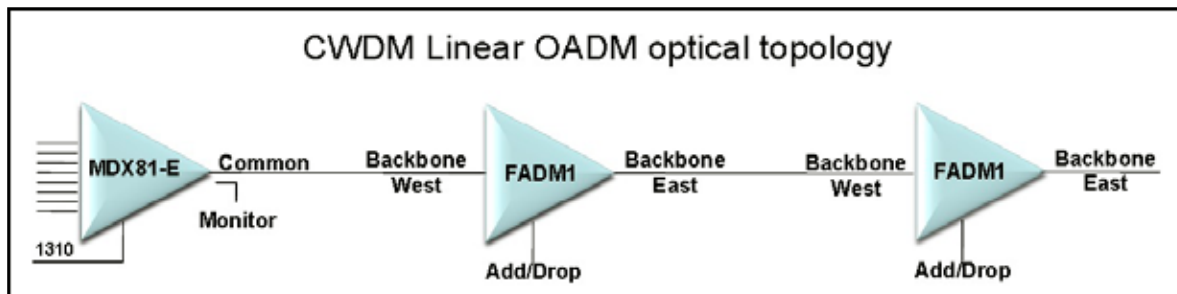 CWDM Linear OADM optical topology
MDX81-E
Common
Monitor
1310
Backbone
West
FADM1
Add/Drop
Backbone
East
Backbone
West
FADM1
Add/Drop
Backbone
East